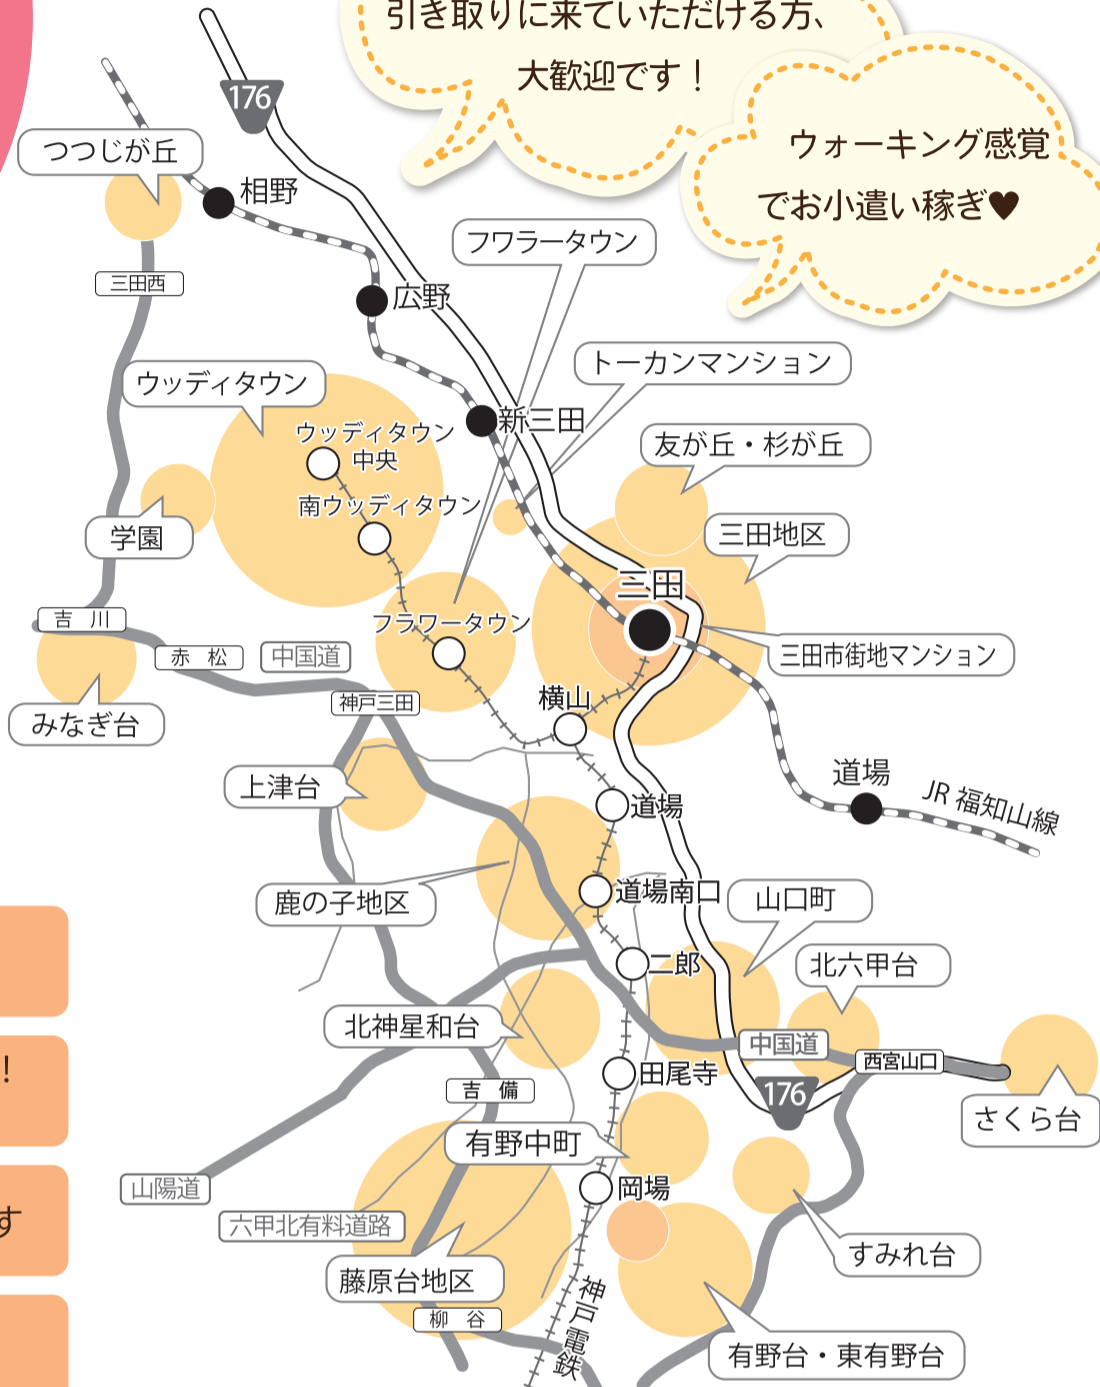 引き取りに来ていただける方、
大歓迎です！
176
ウォーキング感覚
でお小遣い稼ぎ♥
つつじが丘
相野
フワラータウン
三田西
広野
トーカンマンション
ウッディタウン
新三田
ウッディタウン
中央
友が丘・杉が丘
南ウッディタウン
学園
三田地区
三田
吉 川
フラワータウン
赤 松
中国道
三田市街地マンション
神戸三田
横山
みなぎ台
上津台
道場
道場
JR 福知山線
鹿の子地区
道場南口
山口町
二郎
北六甲台
北神星和台
中国道
西宮山口
！
田尾寺
吉 備
176
さくら台
有野中町
山陽道
岡場
す
六甲北有料道路
すみれ台
藤原台地区
柳 谷
神戸電鉄
有野台・東有野台